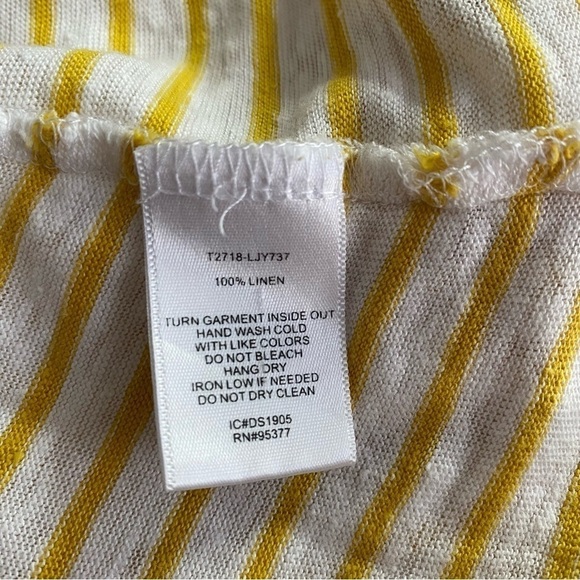 T2718-LJY737
100% LINEN
TURN GARMENT INSIDE OUT
HAND WASH COLD
WITH LIKE COLORS
DO NOT BLEACH
HANG DRY
IRON LOW IF NEEDED
DO NOT DRY CLEAN
IC#DS1905
RN#95377